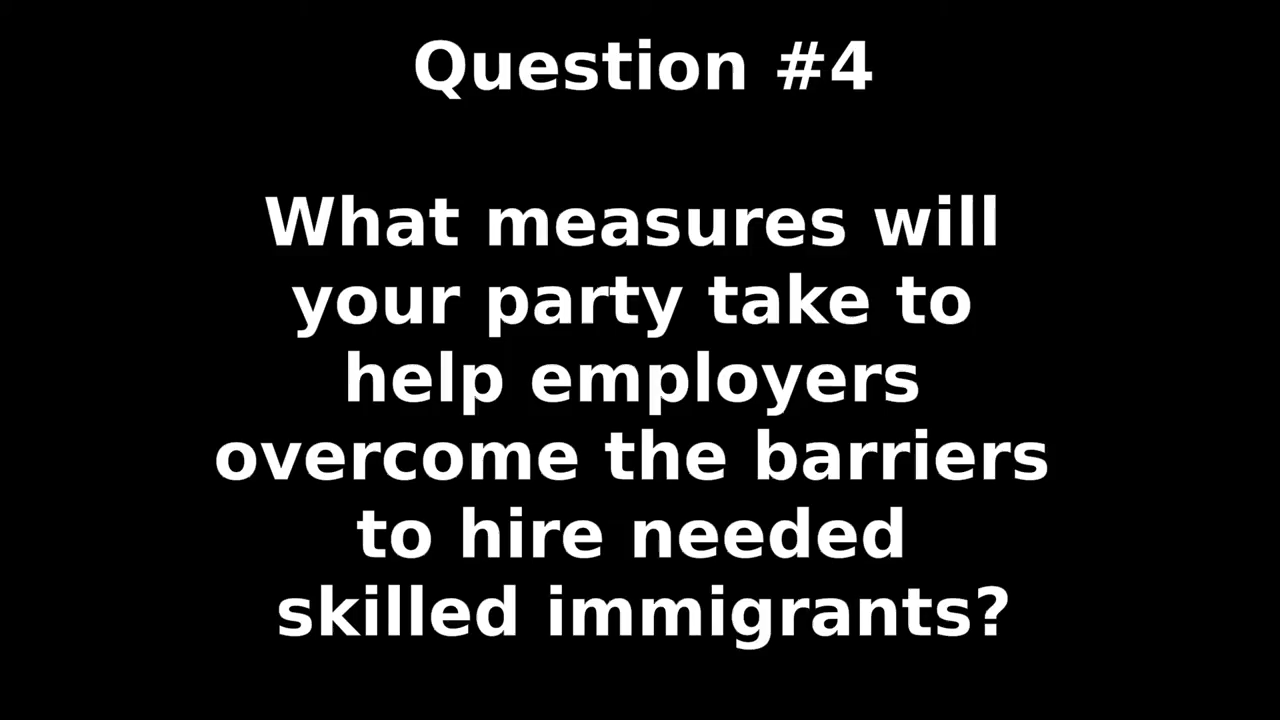 Question #4
What measures will
your party take to
help employers
overcome the barriers
to hire needed
skilled immigrants?